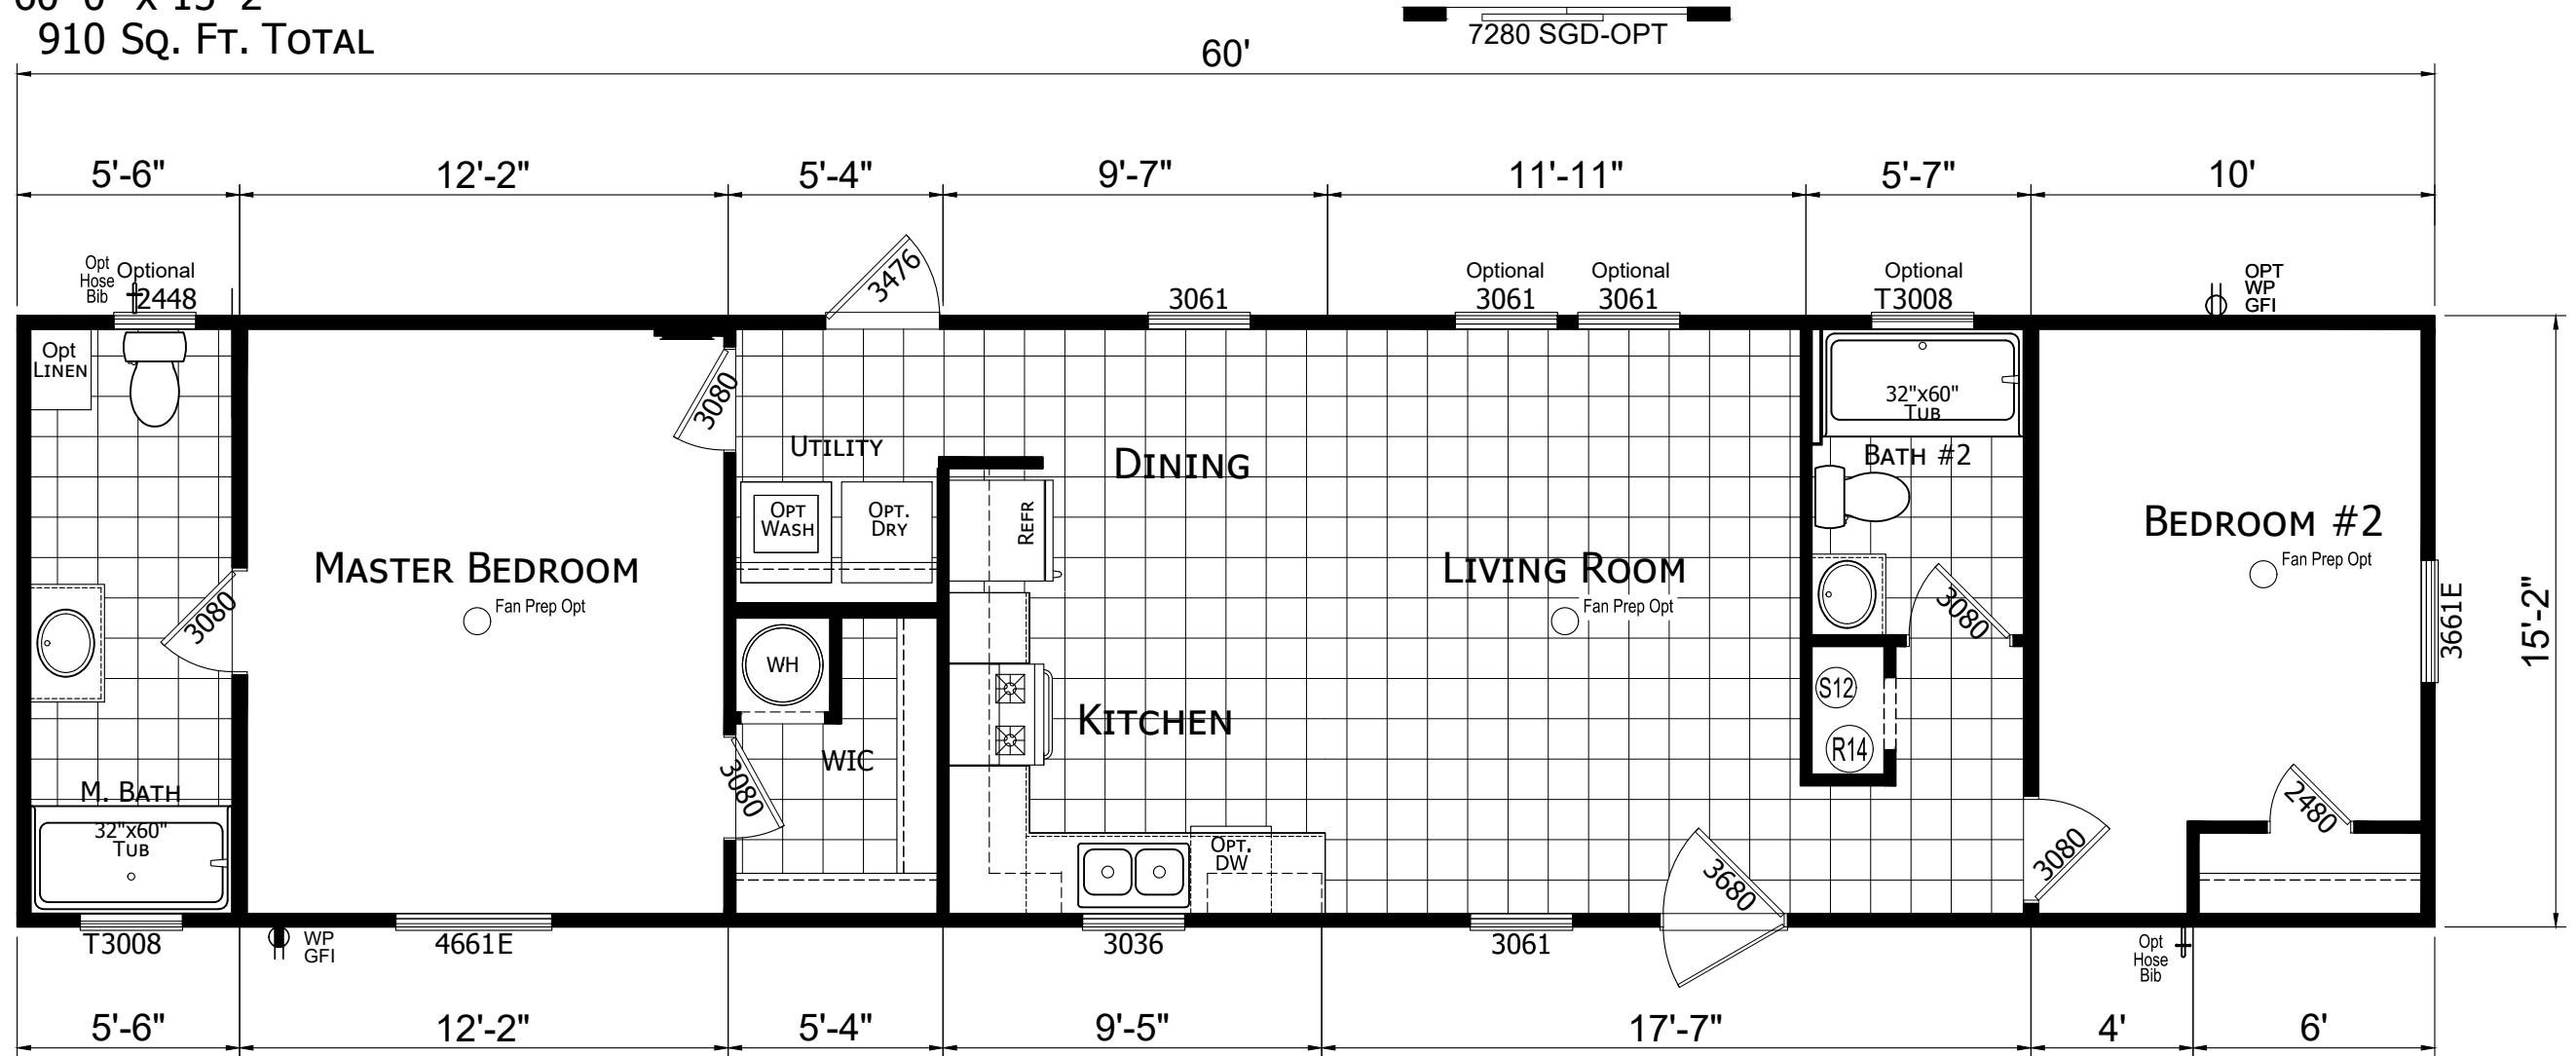 60'-0" x 15'-2"
910 Sq. Ft. Total
7280 SGD-OPT
60'
5'-6"
12'-2"
5'-4"
9'-7"
11'-11"
5'-7"
10'
Opt
Hose
Bib
Optional
2448
3476
3061
Optional
3061
Optional
3061
Optional
T3008
OPT
WP
GFI
Opt
Linen
3080
Utility
Opt
Wash
Opt.
Dry
Refr
Dining
32"x60"
Tub
Bath #2
Master Bedroom
Fan Prep Opt
Living Room
Fan Prep Opt
Bedroom #2
Fan Prep Opt
3661E
15'-2"
3080
3080
WH
S12
R14
Kitchen
WIC
3080
M. Bath
32"x60"
Tub
Opt.
DW
3680
3080
2480
T3008
WP
GFI
4661E
3036
3061
Opt
Hose
Bib
5'-6"
12'-2"
5'-4"
9'-5"
17'-7"
4'
6'